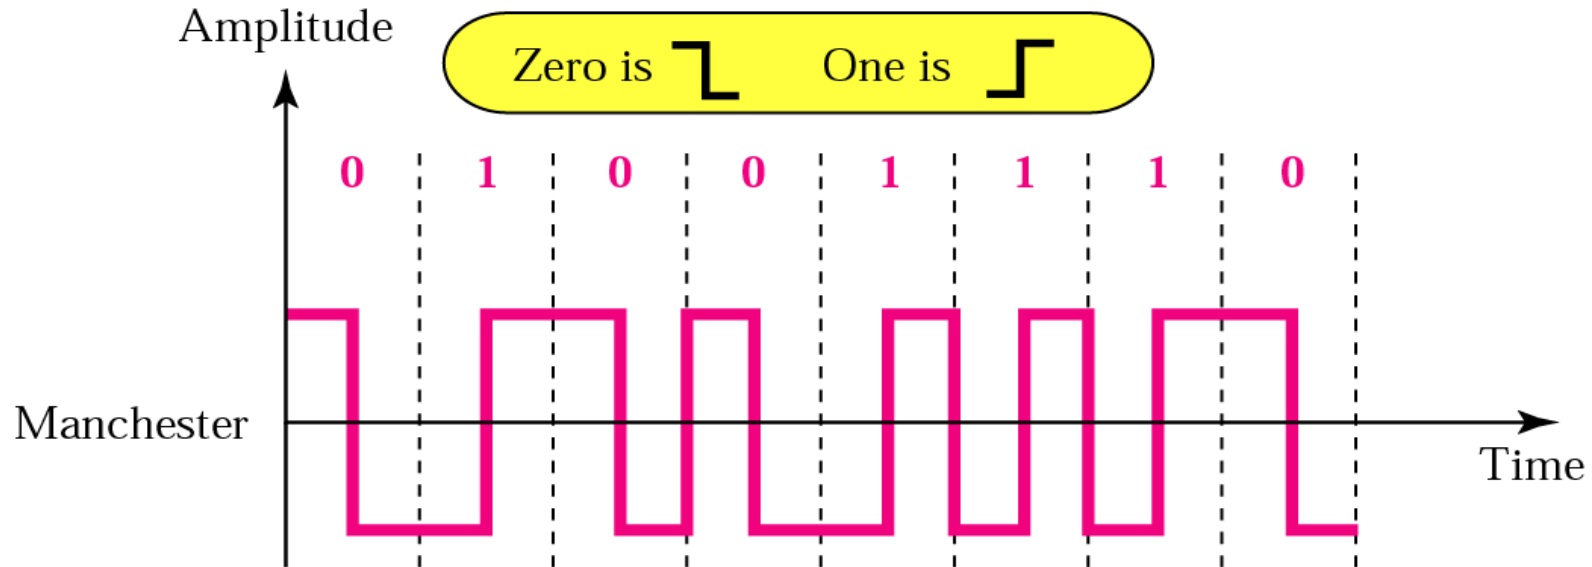 Amplitude
Zero is One is
0 1 0 0 1 1 1 0
Manchester
Time